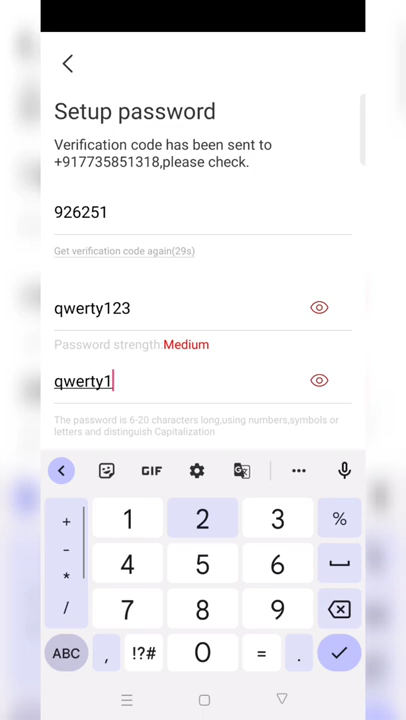 Setup password
Verification code has been sent to
+917735851318,please check.
926251
Get verification code again(29s)
qwerty123
Password strength:Medium
qwerty1
The password is 6-20 characters long,using numbers,symbols or
letters and distinguish Capitalization
GIF
+ 1 2 3 %
-
4 5 6
*
/ 7 8 9
ABC , !?# 0 = .